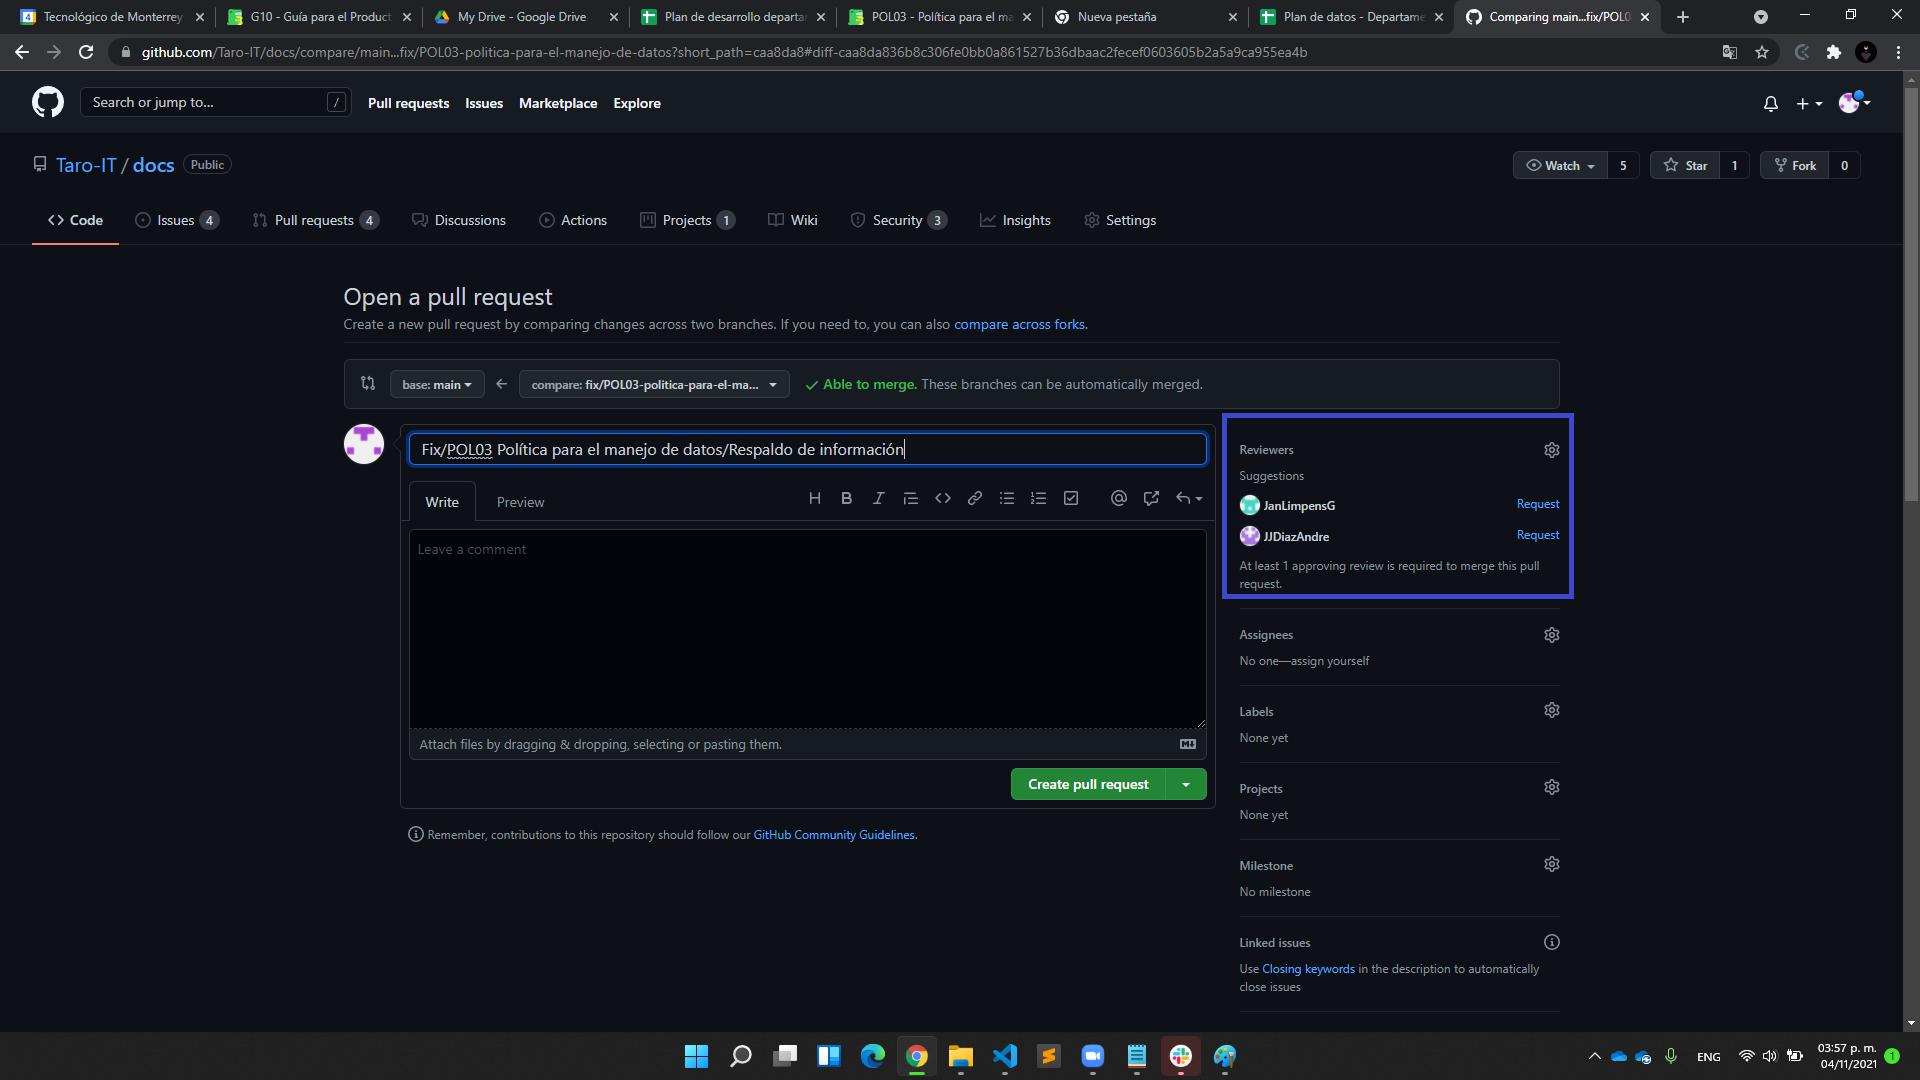 Tecnológico de Monterrey
G10 - Guía para el Product
My Drive - Google Drive
Plan de desarrollo departar
POL03 - Política para el ma
Nueva pestaña
Plan de datos - Departame
Comparing main...fix/POL0
github.com/Taro-IT/docs/compare/main...fix/POL03-politica-para-el-manejo-de-datos?short_path=caa8da8#diff-caa8da836b8c306fe0bb0a861527b36dbaac2fecef0603605b2a5a9ca955ea4b
Search or jump to...
/
Pull requests
Issues
Marketplace
Explore
Taro-IT / docs
Public
Watch 5
Star 1
Fork 0
Code
Issues 4
Pull requests 4
Discussions
Actions
Projects 1
Wiki
Security 3
Insights
Settings
Open a pull request
Create a new pull request by comparing changes across two branches. If you need to, you can also compare across forks.
base: main
compare: fix/POL03-politica-para-el-ma...
Able to merge. These branches can be automatically merged.
Fix/POL03 Política para el manejo de datos/Respaldo de información
Write
Preview
Leave a comment
Attach files by dragging & dropping, selecting or pasting them.
Create pull request
Remember, contributions to this repository should follow our GitHub Community Guidelines.
Reviewers
Suggestions
JanLimpensG
Request
JJDiazAndre
Request
At least 1 approving review is required to merge this pull
request.
Assignees
No one—assign yourself
Labels
None yet
Projects
None yet
Milestone
No milestone
Linked issues
Use Closing keywords in the description to automatically
close issues
ENG
03:57 p. m.
04/11/2021
1